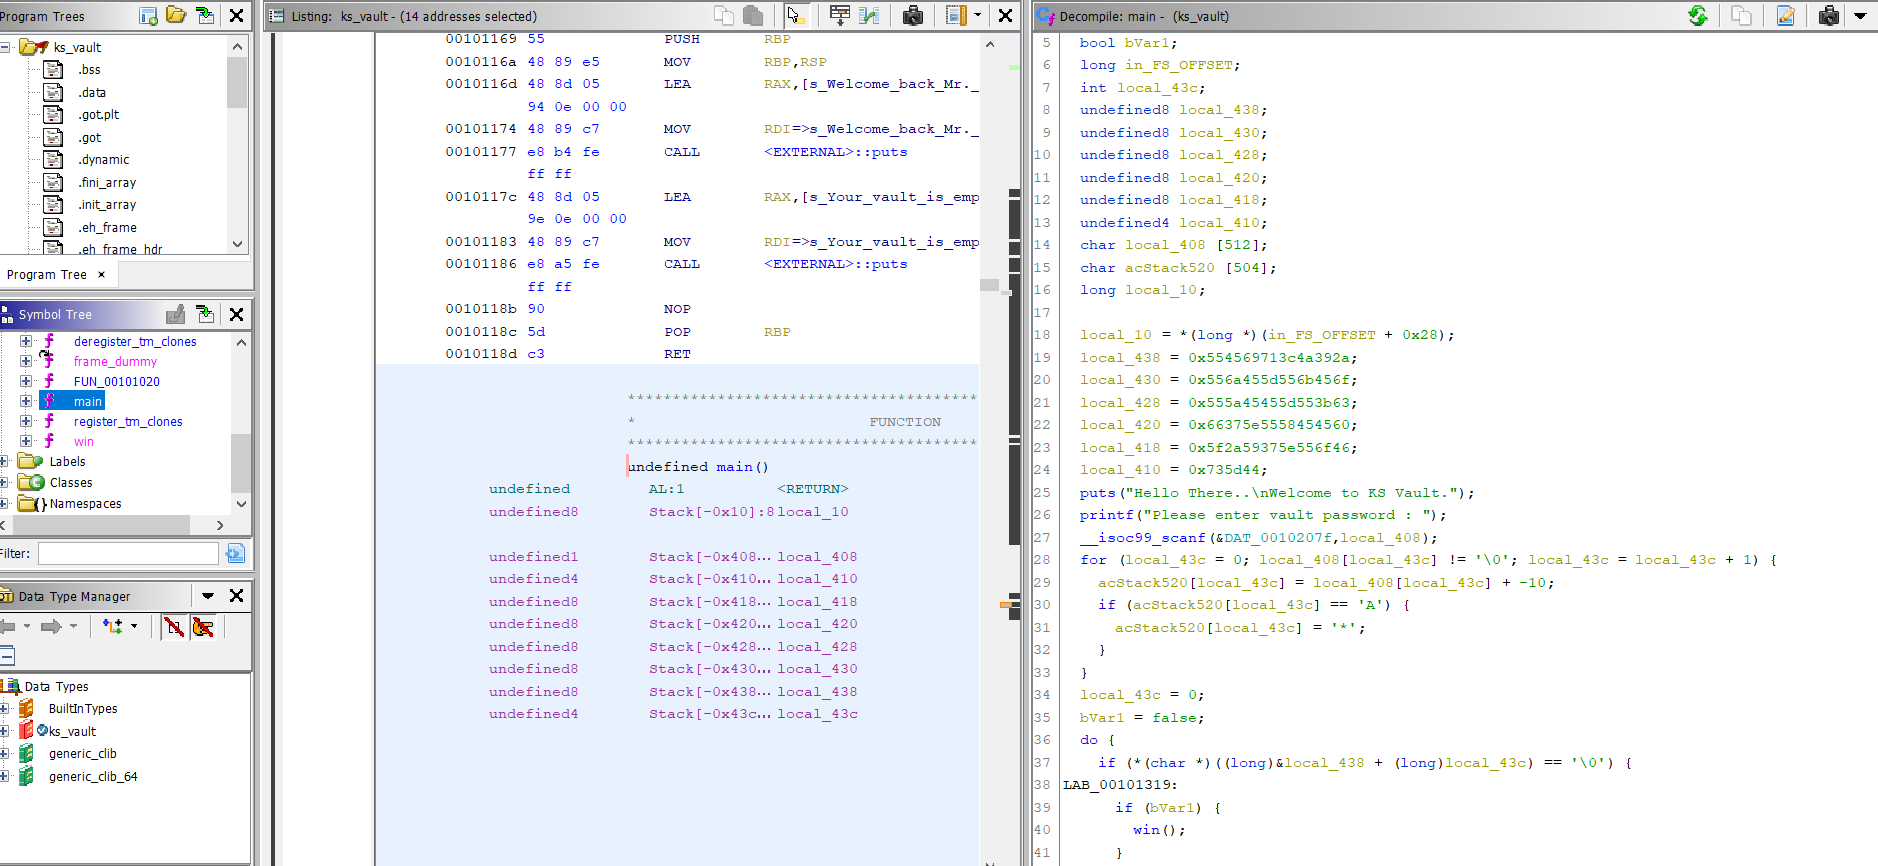 Program Trees
ks_vault
.bss
.data
.got.plt
.got
.dynamic
.fini_array
.init_array
.eh_frame
.eh_frame_hdr
Program Tree ×
Symbol Tree
deregister_tm_clones
frame_dummy
FUN_00101020
main
register_tm_clones
win
Labels
Classes
Namespaces
Filter:
Data Type Manager
Data Types
BuiltInTypes
ks_vault
generic_clib
generic_clib_64
Listing: ks_vault - (14 addresses selected)
00101169 55 PUSH RBP
0010116a 48 89 e5 MOV RBP,RSP
0010116d 48 8d 05 LEA RAX,[s_Welcome_back_Mr._
94 0e 00 00
00101174 48 89 c7 MOV RDI=>s_Welcome_back_Mr._
00101177 e8 b4 fe CALL <EXTERNAL>::puts
ff ff
0010117c 48 8d 05 LEA RAX,[s_Your_vault_is_emp
9e 0e 00 00
00101183 48 89 c7 MOV RDI=>s_Your_vault_is_emp
00101186 e8 a5 fe CALL <EXTERNAL>::puts
ff ff
0010118b 90 NOP
0010118c 5d POP RBP
0010118d c3 RET
***************************************
* FUNCTION
***************************************
undefined main()
undefined AL:1 <RETURN>
undefined8 Stack[-0x10]:8 local_10
undefined1 Stack[-0x408... local_408
undefined4 Stack[-0x410... local_410
undefined8 Stack[-0x418... local_418
undefined8 Stack[-0x420... local_420
undefined8 Stack[-0x428... local_428
undefined8 Stack[-0x430... local_430
undefined8 Stack[-0x438... local_438
undefined4 Stack[-0x43c... local_43c
Decompile: main - (ks_vault)
5 bool bVar1;
6 long in_FS_OFFSET;
7 int local_43c;
8 undefined8 local_438;
9 undefined8 local_430;
10 undefined8 local_428;
11 undefined8 local_420;
12 undefined8 local_418;
13 undefined4 local_410;
14 char local_408 [512];
15 char acStack520 [504];
16 long local_10;
17
18 local_10 = *(long *)(in_FS_OFFSET + 0x28);
19 local_438 = 0x554569713c4a392a;
20 local_430 = 0x556a455d556b456f;
21 local_428 = 0x555a45455d553b63;
22 local_420 = 0x66375e5558454560;
23 local_418 = 0x5f2a59375e556f46;
24 local_410 = 0x735d44;
25 puts("Hello There..\nWelcome to KS Vault.");
26 printf("Please enter vault password : ");
27 __isoc99_scanf(&DAT_0010207f,local_408);
28 for (local_43c = 0; local_408[local_43c] != '\0'; local_43c = local_43c + 1) {
29 acStack520[local_43c] = local_408[local_43c] + -10;
30 if (acStack520[local_43c] == 'A') {
31 acStack520[local_43c] = '*';
32 }
33 }
34 local_43c = 0;
35 bVar1 = false;
36 do {
37 if (*(char *)((long)&local_438 + (long)local_43c) == '\0') {
38 LAB_00101319:
39 if (bVar1) {
40 win();
41 }